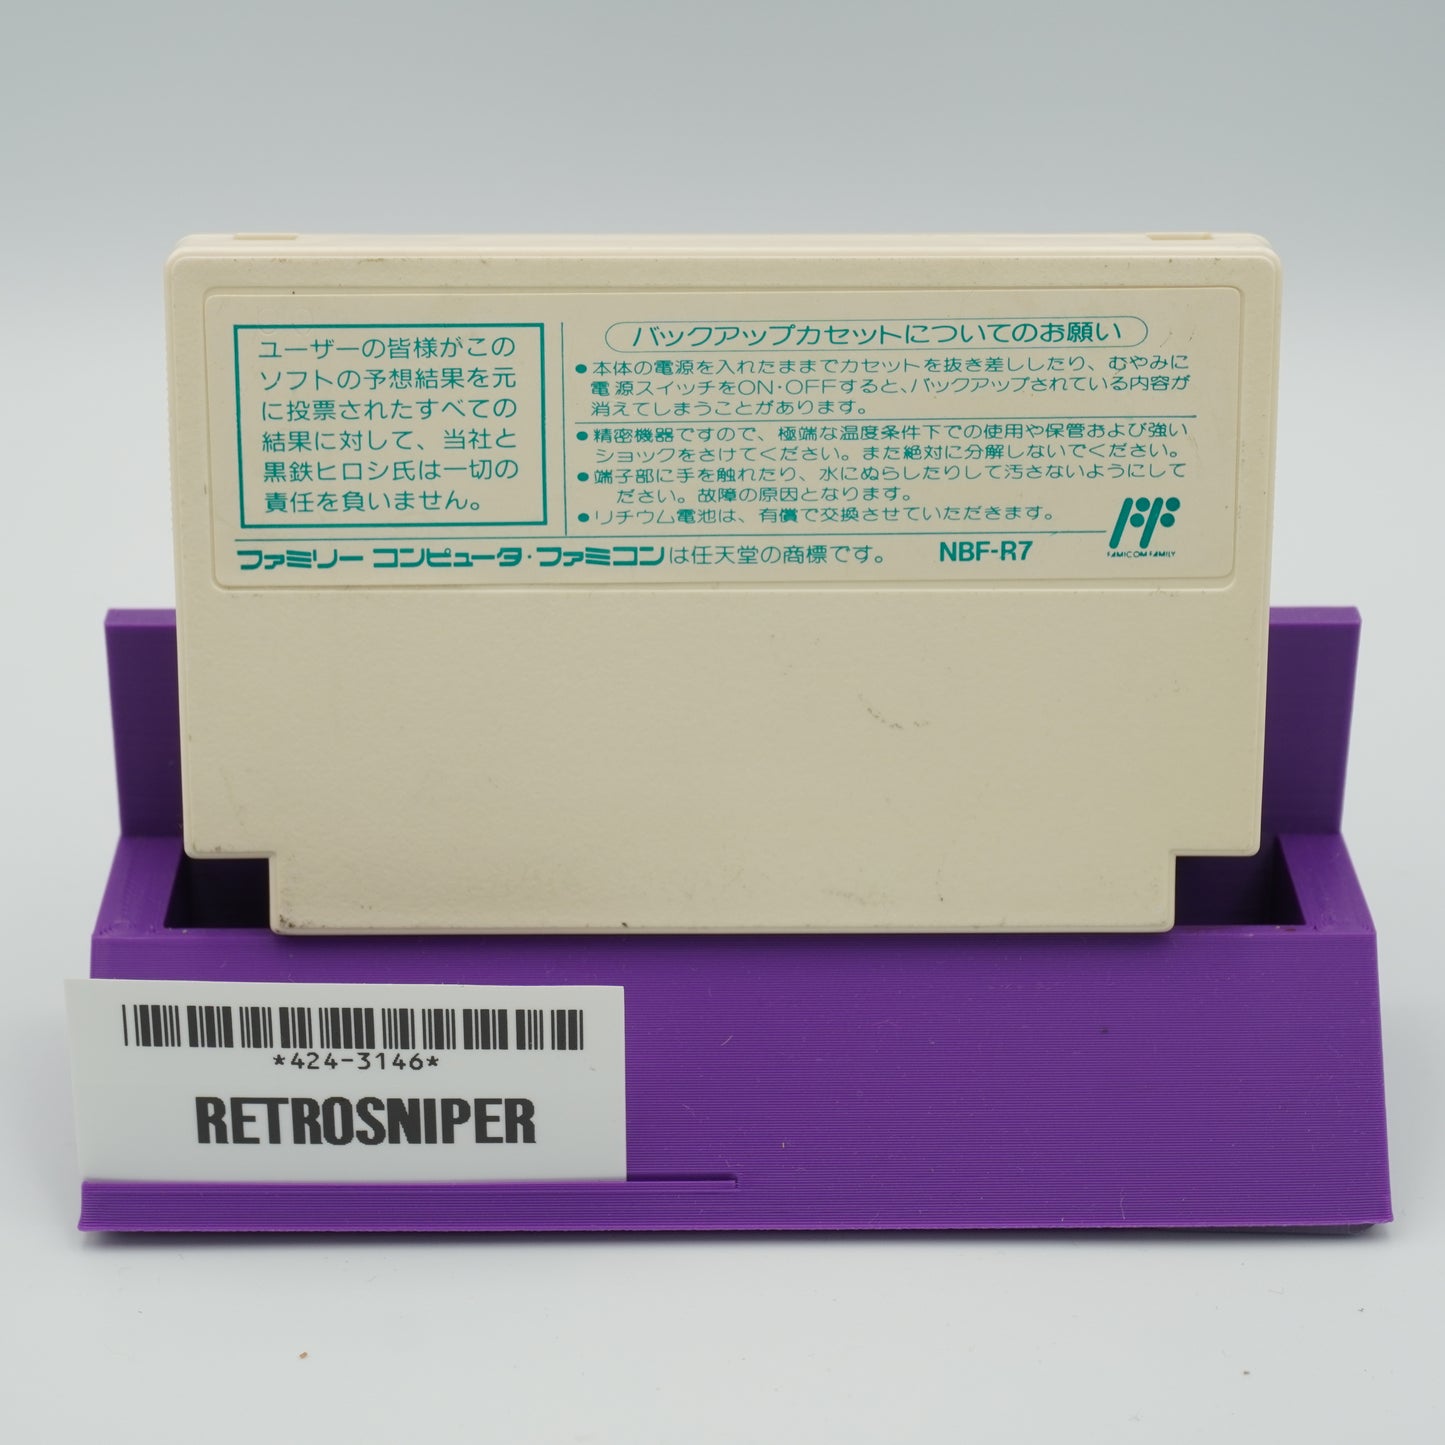 ユーザーの皆様がこの
ソフトの予想結果を元
に投票されたすべての
結果に対して、当社と
黒鉄ヒロシ氏は一切の
責任を負いません。
バックアップカセットについてのお願い
●本体の電源を入れたままでカセットを抜き差ししたり、むやみに
電源スイッチをON・OFFすると、バックアップされている内容が
消えてしまうことがあります。
●精密機器ですので、極端な温度条件下での使用や保管および強い
ショックをさけてください。また絶対に分解しないでください。
●端子部に手を触れたり、水にぬらしたりして汚さないようにして
ださい。故障の原因となります。
●リチウム電池は、有償で交換させていただきます。
ファミリーコンピュータ・ファミコンは任天堂の商標です。 NBF-R7
FAMICOM FAMILY
*424-3146*
RETROSNIPER